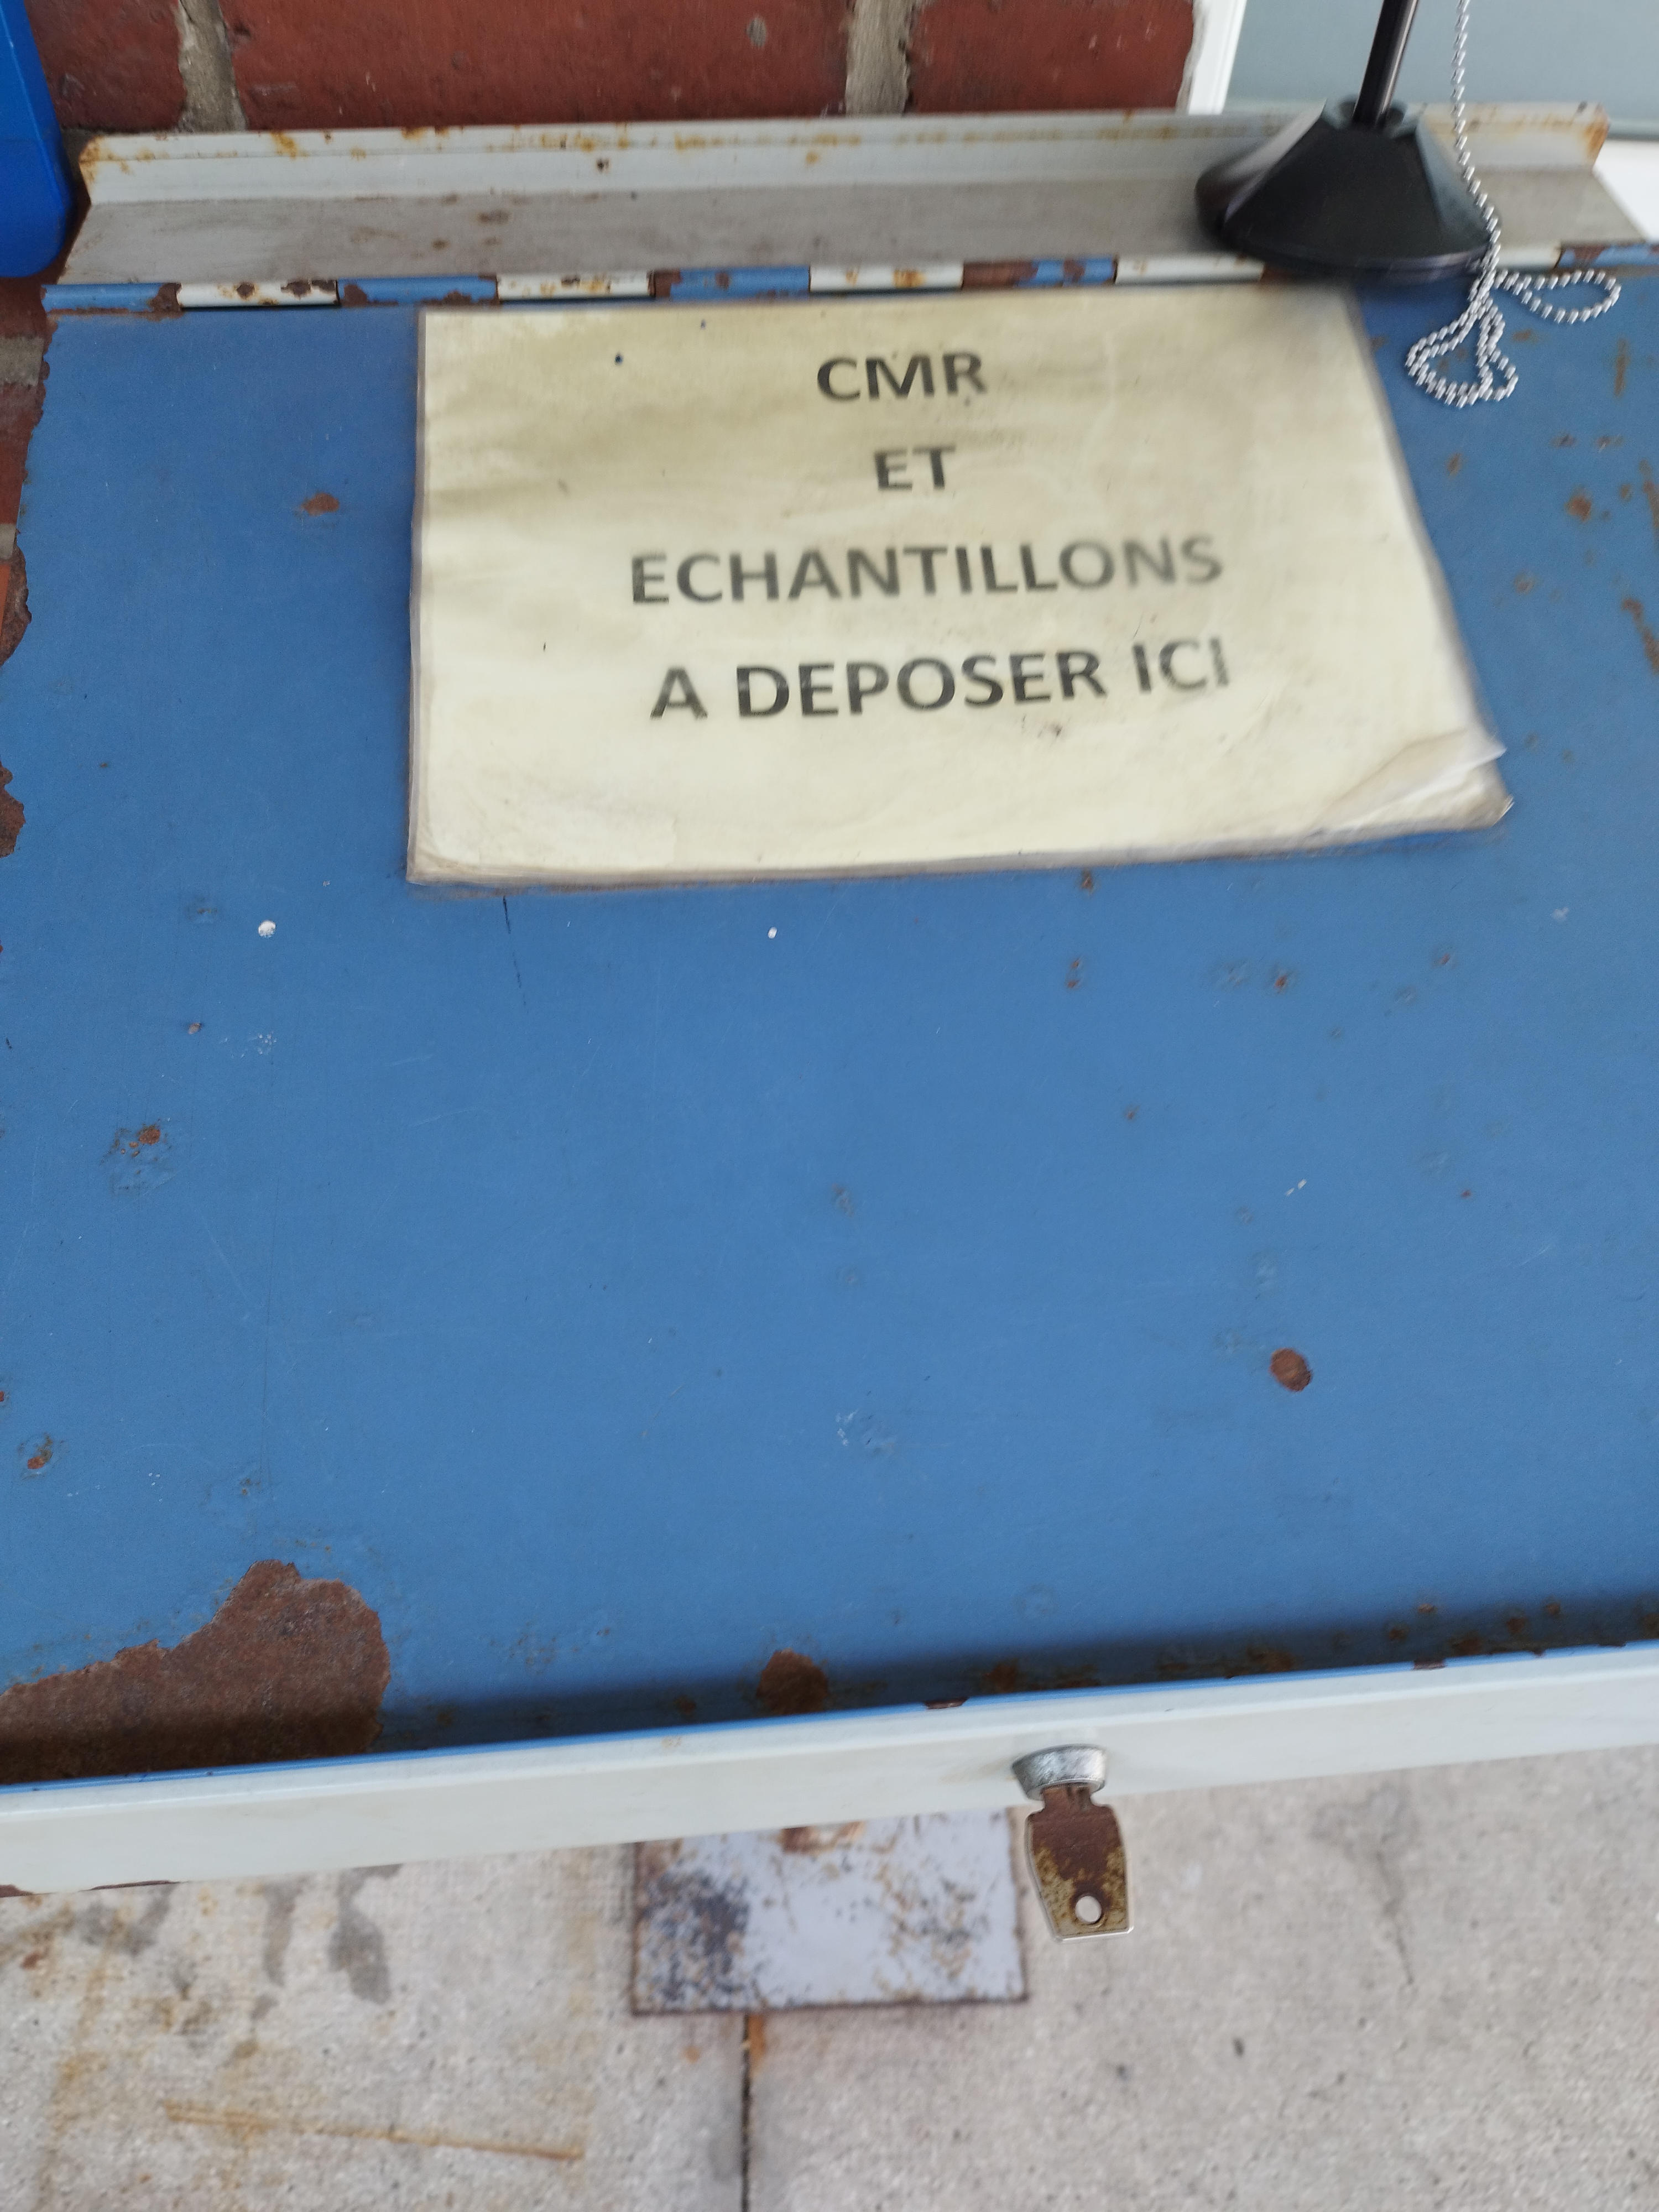 CMR
ET
ECHANTILLONS
A DEPOSER ICI